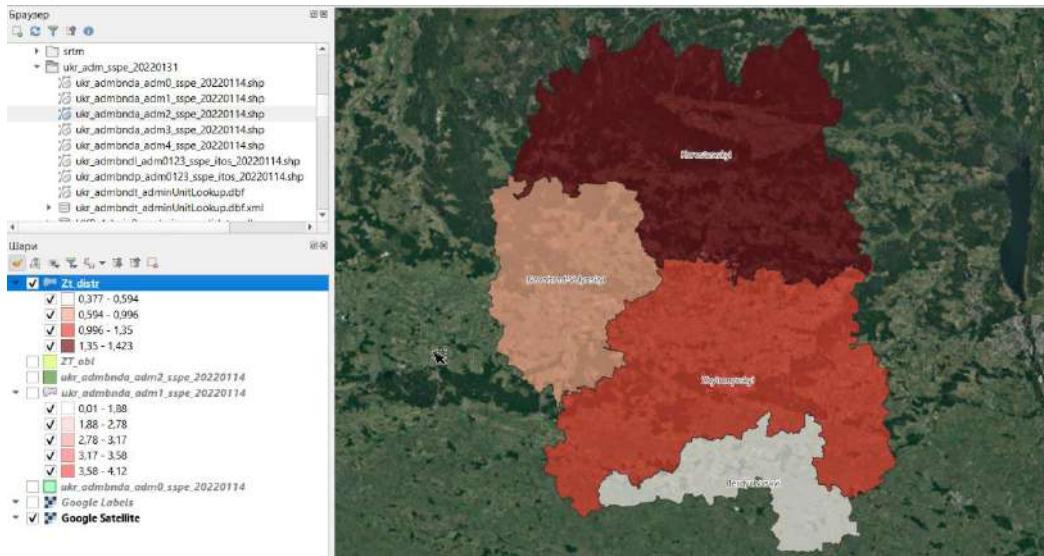 Браузер
srtm
ukr_adm_sspe_20220131
ukr_admbnda_adm0_sspe_20220114.shp
ukr_admbnda_adm1_sspe_20220114.shp
ukr_admbnda_adm2_sspe_20220114.shp
ukr_admbnda_adm3_sspe_20220114.shp
ukr_admbnda_adm4_sspe_20220114.shp
ukr_admbndl_adm0123_sspe_itos_20220114.shp
ukr_admbndp_adm0123_sspe_itos_20220114.shp
ukr_admbndt_adminUnitLookup.dbf
ukr_admbndt_adminUnitLookup.dbf.xml
Шари
Zt_distr
0,377 - 0,594
0,594 - 0,996
0,996 - 1,35
1,35 - 1,423
ZT_obl
ukr_admbnda_adm2_sspe_20220114
ukr_admbnda_adm1_sspe_20220114
0,01 - 1,88
1,88 - 2,78
2,78 - 3,17
3,17 - 3,58
3,58 - 4,12
ukr_admbnda_adm0_sspe_20220114
Google Labels
Google Satellite